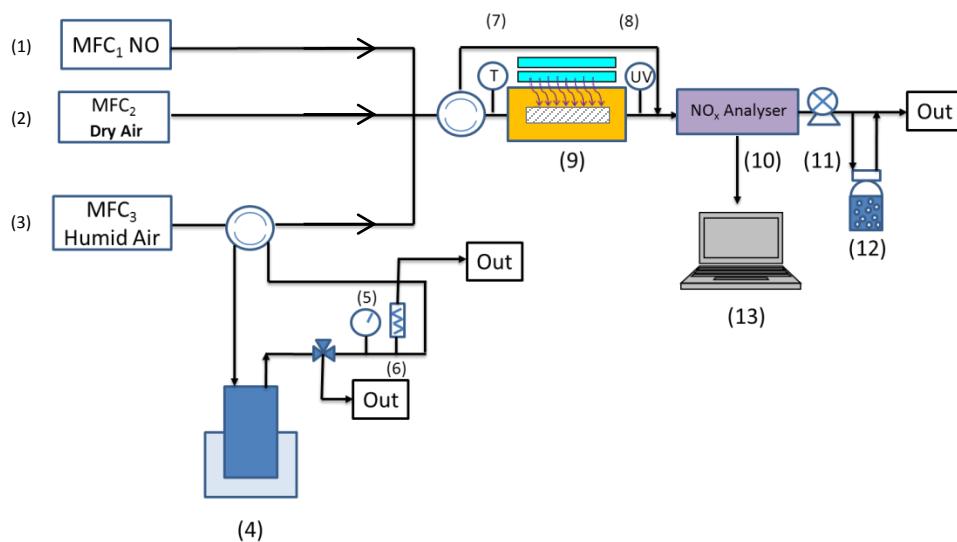 (1)
MFC₁ NO
(2)
MFC₂
Dry Air
(3)
MFC₃
Humid Air
(4)
(5)
(6)
Out
Out
(7)
(8)
T
UV
(9)
NOₓ Analyser
(10)
(11)
Out
(12)
(13)